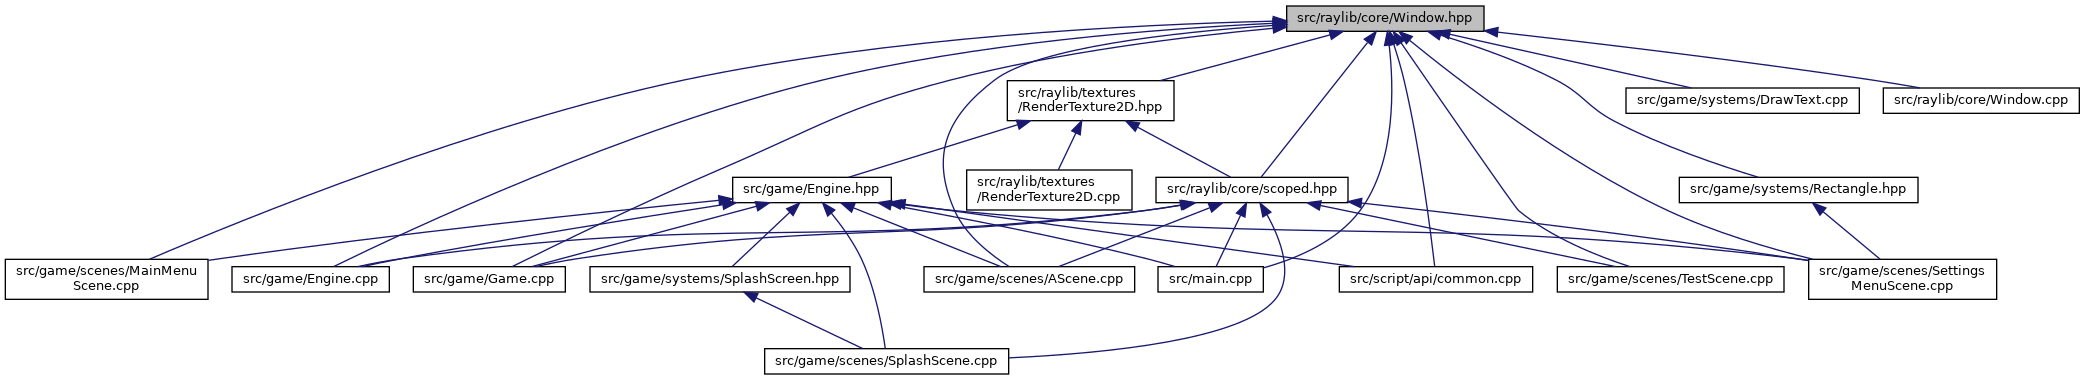 src/raylib/core/Window.hpp
src/raylib/textures
/RenderTexture2D.hpp
src/game/systems/DrawText.cpp
src/raylib/core/Window.cpp
src/game/Engine.hpp
src/raylib/textures
/RenderTexture2D.cpp
src/raylib/core/scoped.hpp
src/game/systems/Rectangle.hpp
src/game/scenes/MainMenu
Scene.cpp
src/game/Engine.cpp
src/game/Game.cpp
src/game/systems/SplashScreen.hpp
src/game/scenes/AScene.cpp
src/main.cpp
src/script/api/common.cpp
src/game/scenes/TestScene.cpp
src/game/scenes/Settings
MenuScene.cpp
src/game/scenes/SplashScene.cpp